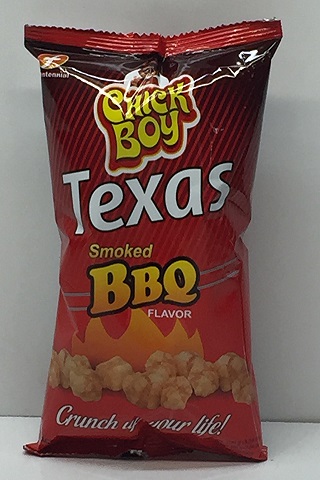 CHICK
BOY
Texas
Smoked
BBQ
FLAVOR
Crunch of your life!